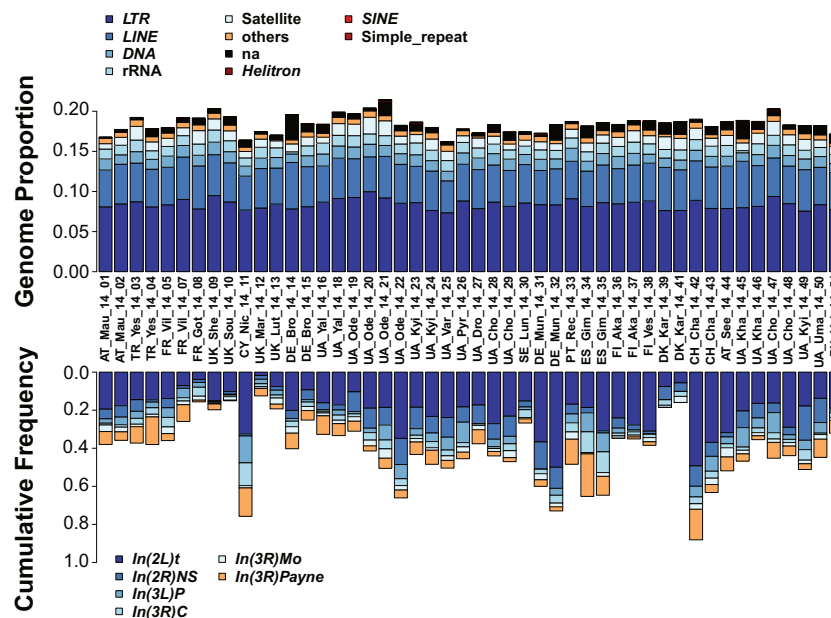 LTR
LINE
DNA
rRNA
Satellite
others
na
Helitron
SINE
Simple_repeat
Genome Proportion
0.20
0.15
0.10
0.05
0.00
AT_Mau_14_01
AT_Mau_14_02
TR_Yes_14_03
TR_Yes_14_04
FR_Vil_14_05
FR_Vil_14_07
FR_Got_14_08
UK_She_14_09
UK_Sou_14_10
CY_Nic_14_11
UK_Mar_14_12
UK_Lut_14_13
DE_Bro_14_14
DE_Bro_14_15
UA_Yal_14_16
UA_Yal_14_18
UA_Ode_14_19
UA_Ode_14_20
UA_Ode_14_21
UA_Ode_14_22
UA_Kyi_14_23
UA_Kyi_14_24
UA_Var_14_25
UA_Pyr_14_26
UA_Dro_14_27
UA_Cho_14_28
UA_Cho_14_29
SE_Lun_14_30
DE_Mun_14_31
DE_Mun_14_32
PT_Rec_14_33
ES_Gim_14_34
ES_Gim_14_35
FI_Aka_14_36
FI_Aka_14_37
FI_Ves_14_38
DK_Kar_14_39
DK_Kar_14_41
CH_Cha_14_42
CH_Cha_14_43
AT_See_14_44
UA_Kha_14_45
UA_Kha_14_46
UA_Cho_14_47
UA_Cho_14_48
UA_Kyi_14_49
UA_Uma_14_50
Cumulative Frequency
0.0
0.2
0.4
0.6
0.8
1.0
In(2L)t
In(2R)NS
In(3L)P
In(3R)C
In(3R)Mo
In(3R)Payne